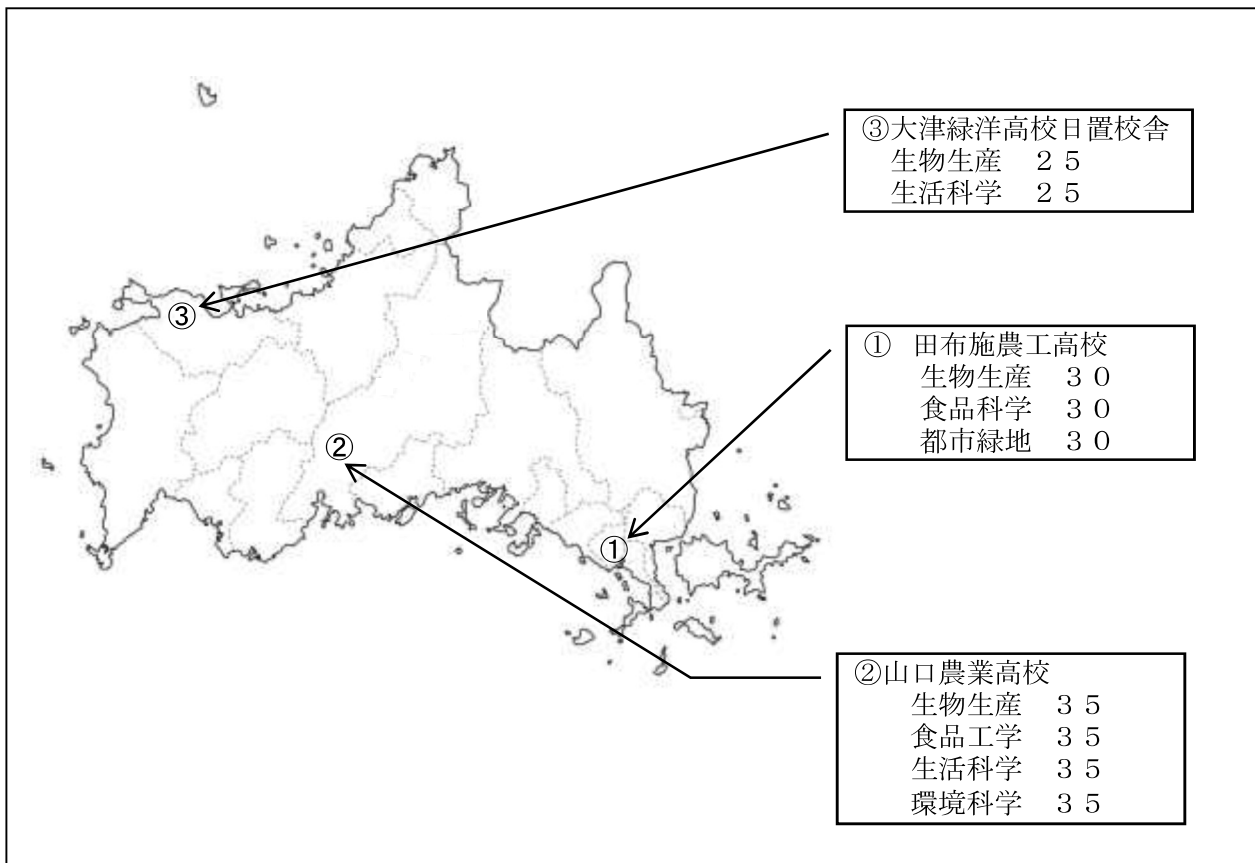 ③大津緑洋高校日置校舎
生物生産　２５
生活科学　２５
③
①　田布施農工高校
生物生産　３０
食品科学　３０
都市緑地　３０
②
①
②山口農業高校
生物生産　３５
食品工学　３５
生活科学　３５
環境科学　３５